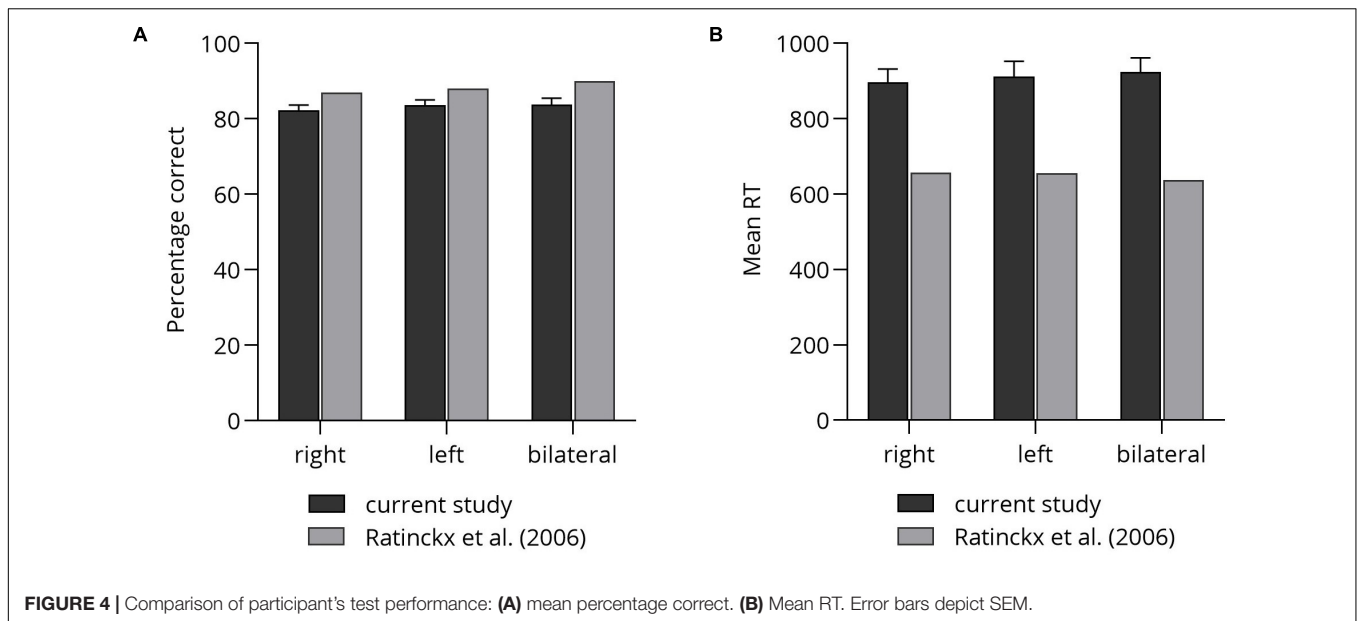 A
Percentage correct
100
80
60
40
20
0
right left bilateral
current study
Ratinckx et al. (2006)
B
Mean RT
1000
800
600
400
200
0
right left bilateral
current study
Ratinckx et al. (2006)
FIGURE 4 | Comparison of participant's test performance: (A) mean percentage correct. (B) Mean RT. Error bars depict SEM.